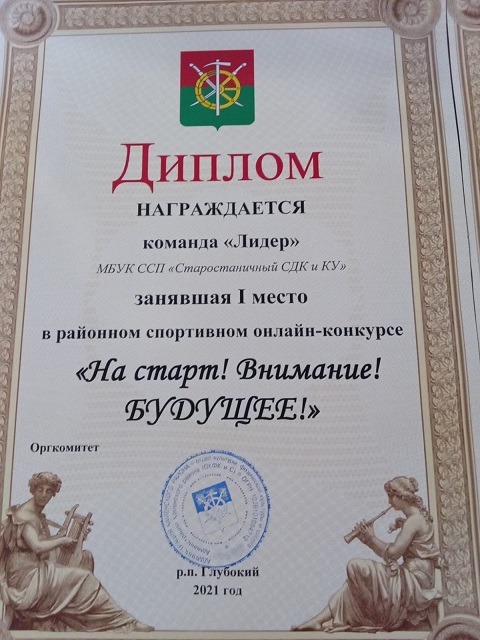 Диплом
НАГРАЖДАЕТСЯ
команда «Лидер»
МБУК ССП «Старостаничный СДК и КУ»
занявшая I место
в районном спортивном онлайн-конкурсе
«На старт! Внимание!
БУДУЩЕЕ!»
Оргкомитет
р.п. Глубокий
2021 год